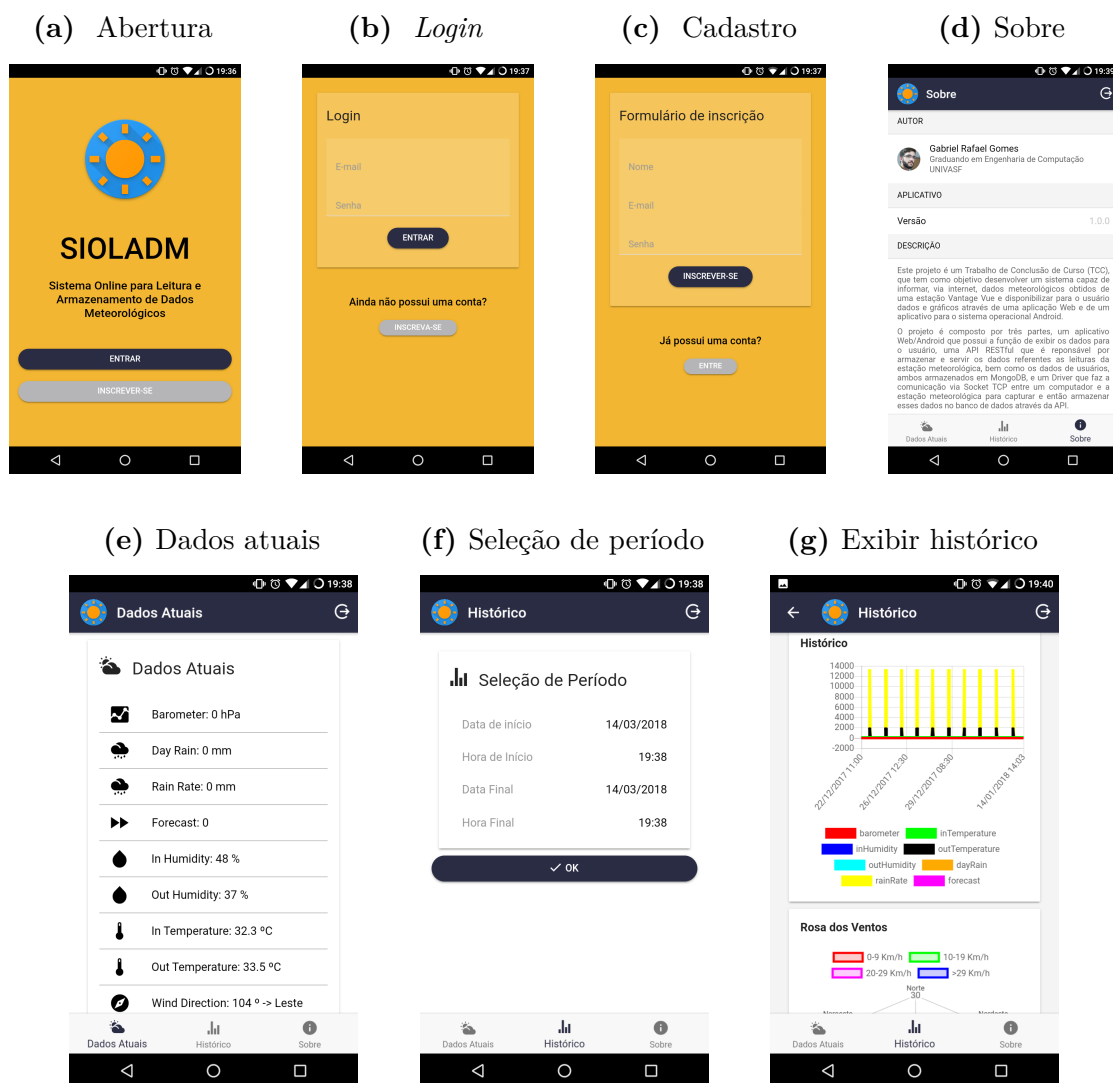 (a) Abertura
(b) Login
(c) Cadastro
(d) Sobre
19:36
SIOLADM
Sistema Online para Leitura e
Armazenamento de Dados
Meteorológicos
ENTRAR
INSCREVER-SE
19:37
Login
E-mail
Senha
ENTRAR
Ainda não possui uma conta?
INSCREVA-SE
19:37
Formulário de inscrição
Nome
E-mail
Senha
INSCREVER-SE
Já possui uma conta?
ENTRE
19:39
Sobre
AUTOR
Gabriel Rafael Gomes
Graduando em Engenharia de Computação
UNIVASF
APLICATIVO
Versão 1.0.0
DESCRIÇÃO
Este projeto é um Trabalho de Conclusão de Curso (TCC),
que tem como objetivo desenvolver um sistema capaz de
informar, via internet, dados meteorológicos obtidos de
uma estação Vantage Vue e disponibilizar para o usuário
dados e gráficos através de uma aplicação Web e de um
aplicativo para o sistema operacional Android.
O projeto é composto por três partes, um aplicativo
Web/Android que possui a função de exibir os dados para
o usuário, uma API RESTful que é reponsável por
armazenar e servir os dados referentes as leituras da
estação meteorológica, bem como os dados de usuários,
ambos armazenados em MongoDB, e um Driver que faz a
comunicação via Socket TCP entre um computador e a
estação meteorológica para capturar e então armazenar
esses dados no banco de dados através da API.
Dados Atuais Histórico Sobre
(e) Dados atuais
(f) Seleção de período
(g) Exibir histórico
19:38
Dados Atuais
Dados Atuais
Barometer: 0 hPa
Day Rain: 0 mm
Rain Rate: 0 mm
Forecast: 0
In Humidity: 48 %
Out Humidity: 37 %
In Temperature: 32.3 ºC
Out Temperature: 33.5 ºC
Wind Direction: 104 º -> Leste
Dados Atuais Histórico Sobre
19:38
Histórico
Seleção de Período
Data de início 14/03/2018
Hora de Início 19:38
Data Final 14/03/2018
Hora Final 19:38
OK
Dados Atuais Histórico Sobre
19:40
Histórico
Histórico
14000
12000
10000
8000
6000
4000
2000
0
-2000
22/12/2017 11:00 26/12/2017 12:30 29/12/2017 08:30 14/01/2018 14:03
barometer inTemperature
inHumidity outTemperature
outHumidity dayRain
rainRate forecast
Rosa dos Ventos
0-9 Km/h 10-19 Km/h
20-29 Km/h >29 Km/h
Norte
30
Dados Atuais Histórico Sobre